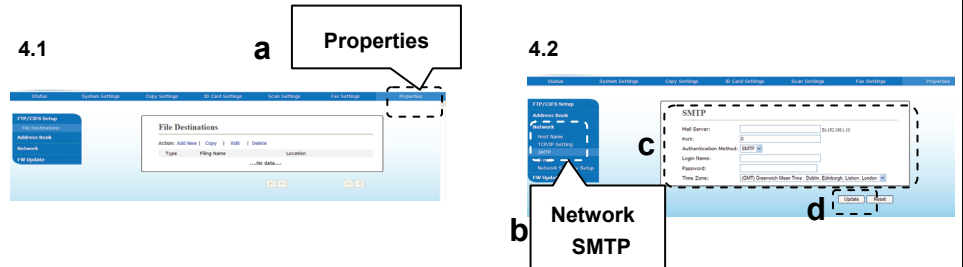 4.1
a
Properties
Status System Settings Copy Settings ID Card Settings Scan Settings Fax Settings Properties
FTP/CIFS Setup
File Destinations
Address Book
Network
FW Update
File Destinations
Action: Add New | Copy | Edit | Delete
Type Filing Name Location
....No data....
4.2
Status System Settings Copy Settings ID Card Settings Scan Settings Fax Settings Properties
FTP/CIFS Setup
Address Book
Network
Host Name
TCP/IP Setting
SMTP
Network Setup
FW Update
b
Network
SMTP
c
SMTP
Mail Server: Ex:192.168.1.10
Port: 0
Authentication Method: SMTP
Login Name:
Password:
Time Zone: (GMT) Greenwich Mean Time : Dublin, Edinburgh, Lisbon, London
d
Update Reset